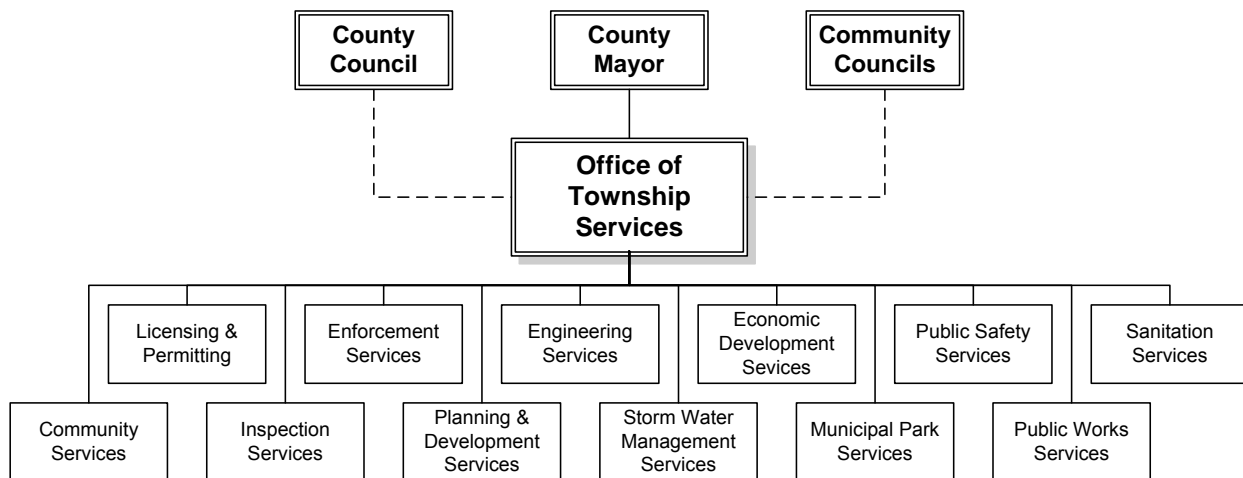 County
Council
County
Mayor
Community
Councils
Office of
Township
Services
Licensing &
Permitting
Enforcement
Services
Engineering
Services
Economic
Development
Sevices
Public Safety
Services
Sanitation
Services
Community
Services
Inspection
Services
Planning &
Development
Services
Storm Water
Management
Services
Municipal Park
Services
Public Works
Services